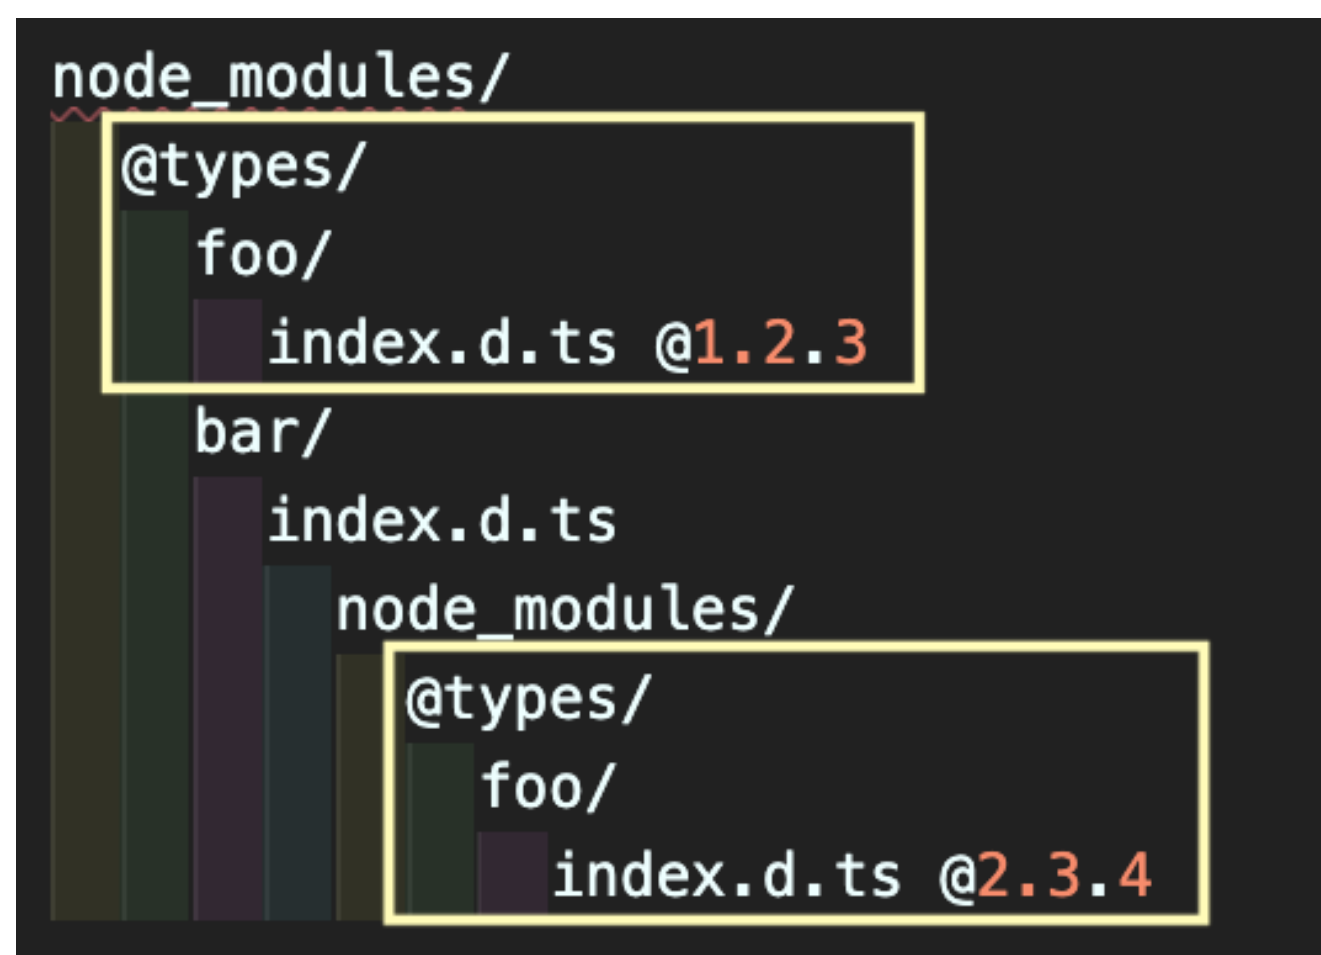 node_modules/
@types/
foo/
index.d.ts @1.2.3
bar/
index.d.ts
node_modules/
@types/
foo/
index.d.ts @2.3.4